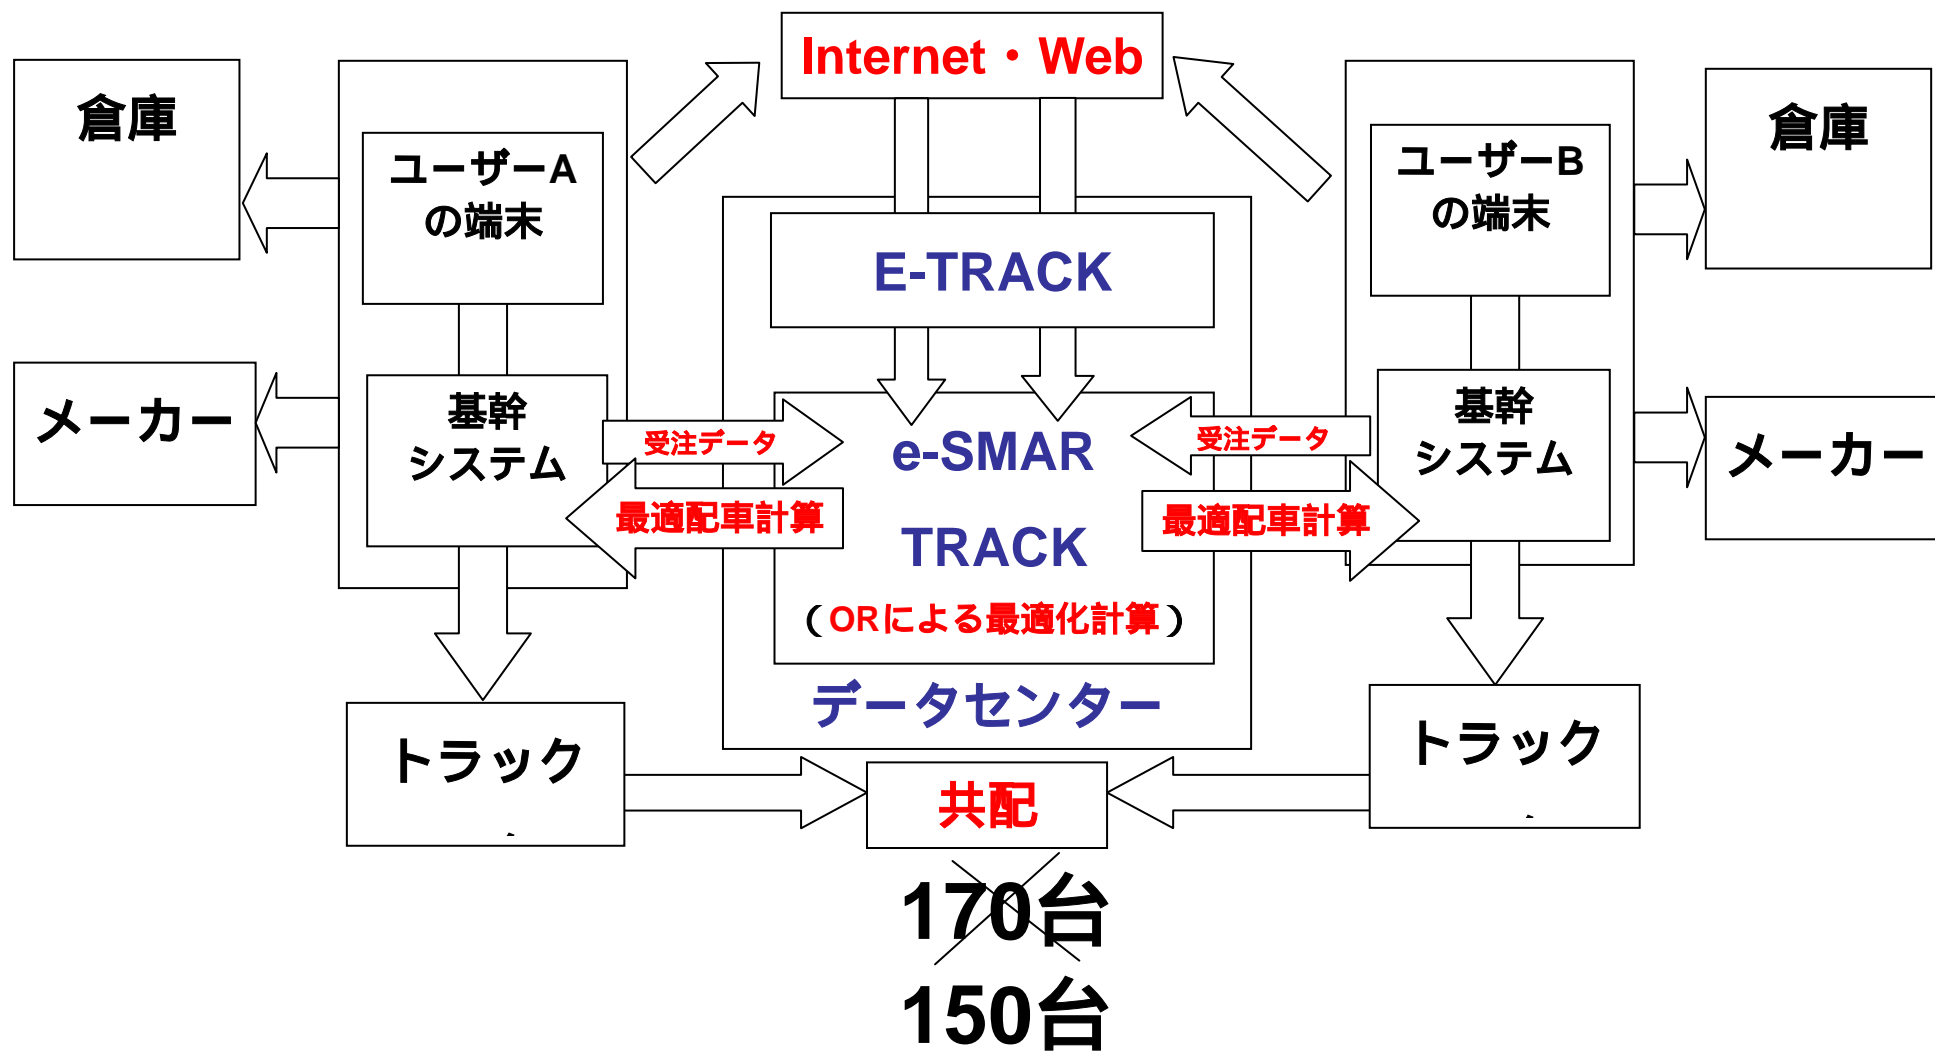 Internet・Web
倉庫
ユーザーA
の端末
ユーザーB
の端末
倉庫
E-TRACK
メーカー
基幹
システム
受注データ
最適配車計算
e-SMAR
TRACK
(ORによる最適化計算)
受注データ
最適配車計算
基幹
システム
メーカー
データセンター
トラック
トラック
共配
170台
150台